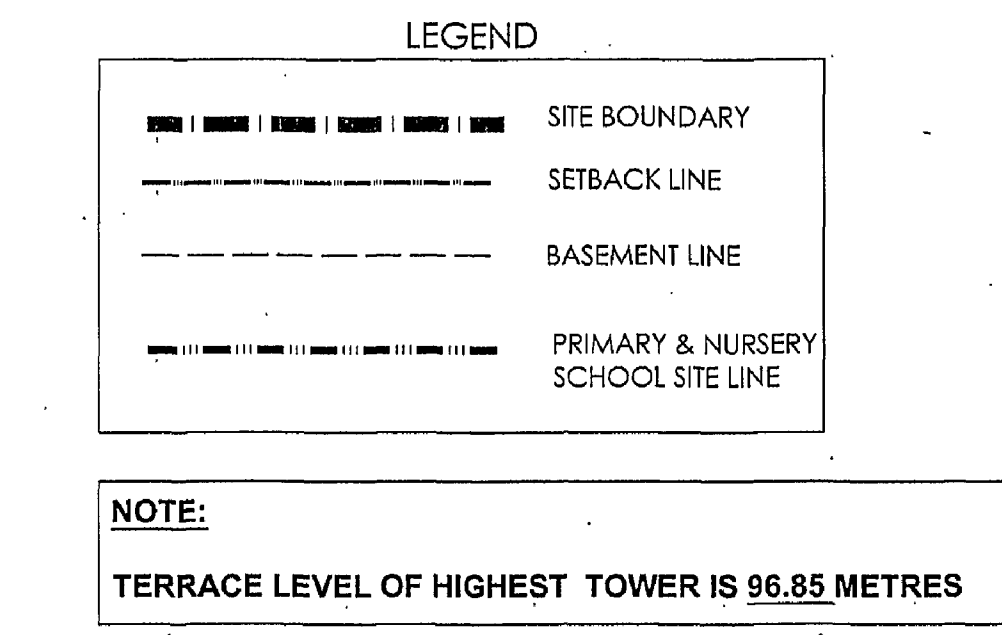 LEGEND
SITE BOUNDARY
SETBACK LINE
BASEMENT LINE
PRIMARY & NURSERY
SCHOOL SITE LINE
NOTE:
TERRACE LEVEL OF HIGHEST TOWER IS 96.85 METRES